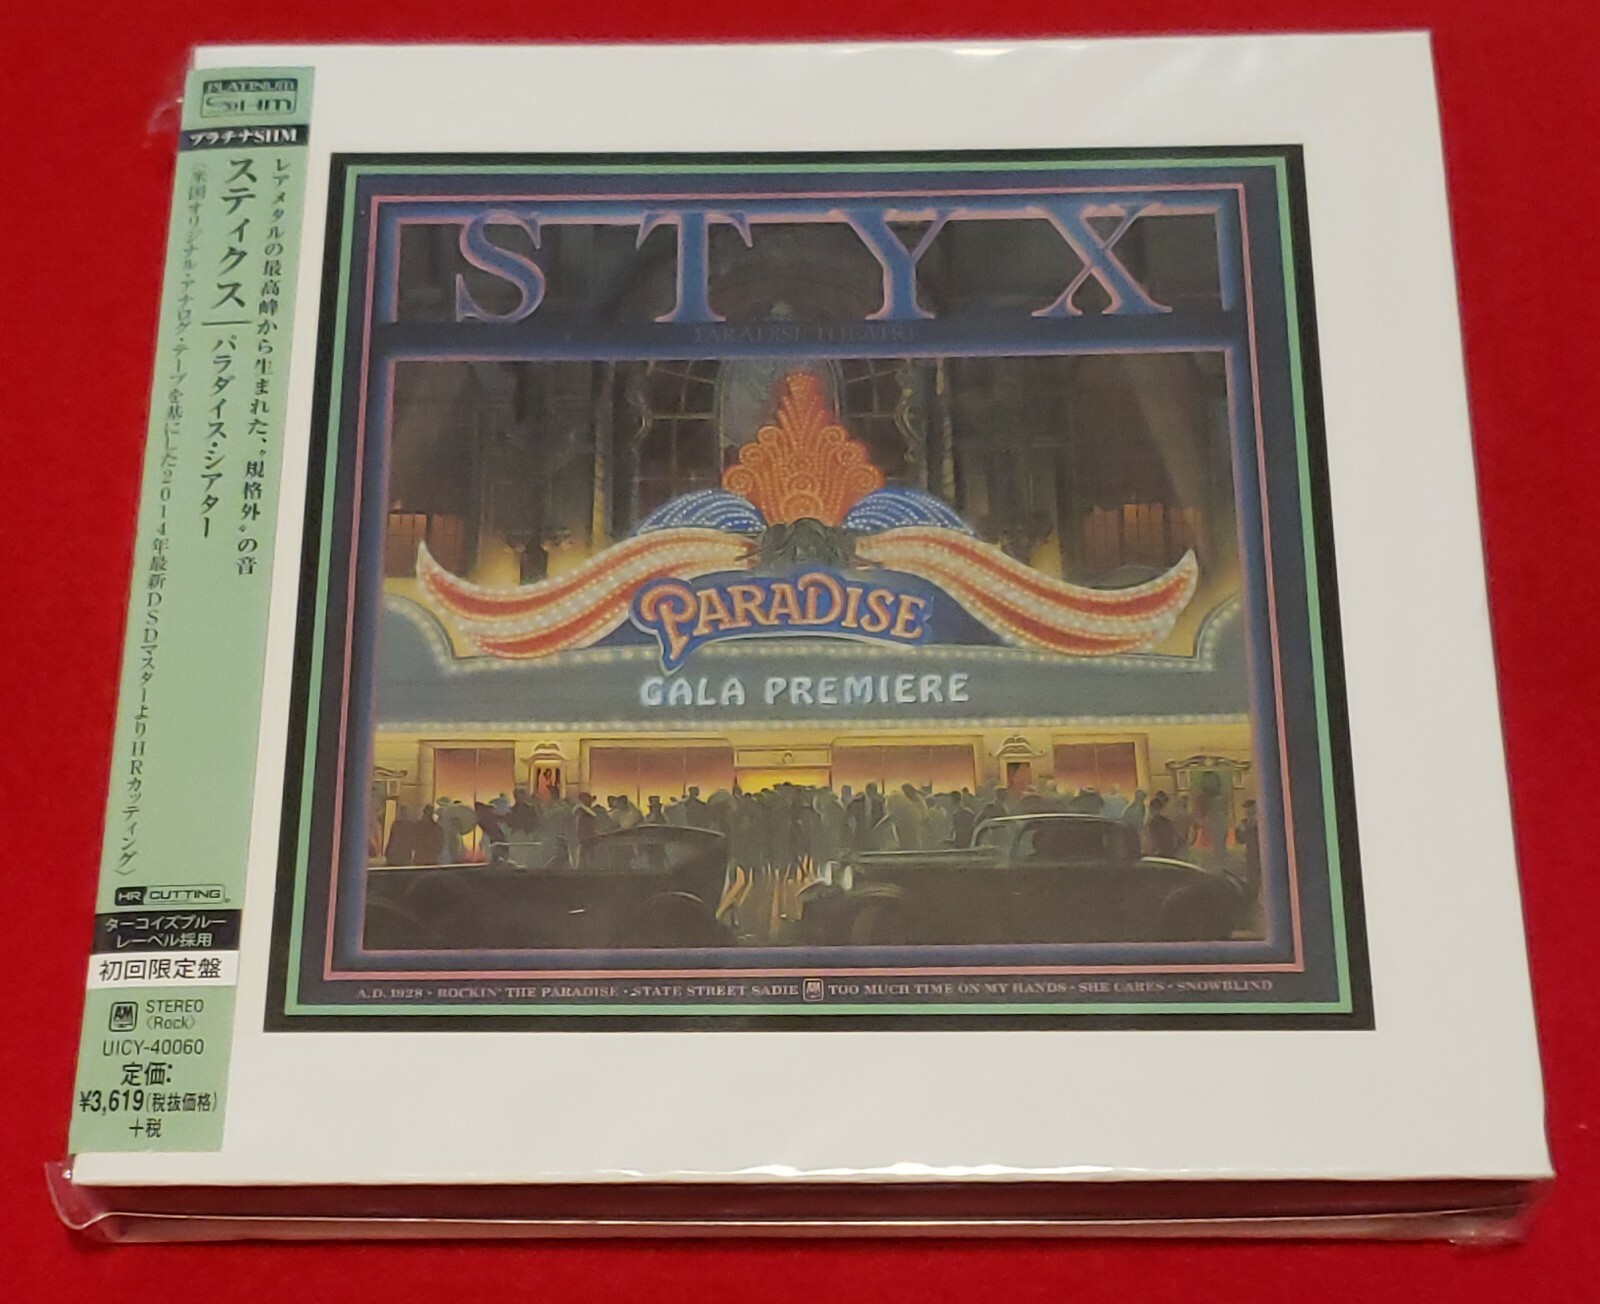 PLATINUM
SHM
プラチナSHM
レアメタルの最高峰から生まれた、“規格外”の音
スティクス│パラダイス・シアター
〈米国オリジナル・アナログ・テープを基にした2014年最新DSDマスターよりHRカッティング〉
HR CUTTING
ターコイズブルー
レーベル採用
初回限定盤
A&M STEREO
〈Rock〉
UICY-40060
定価:
¥3,619(税抜価格)
+税
STYX
PARADISE THEATRE
PARADISE
GALA PREMIERE
A.D. 1928 · ROCKIN' THE PARADISE · STATE STREET SADIE A&M TOO MUCH TIME ON MY HANDS · SHE CARES · SNOWBLIND